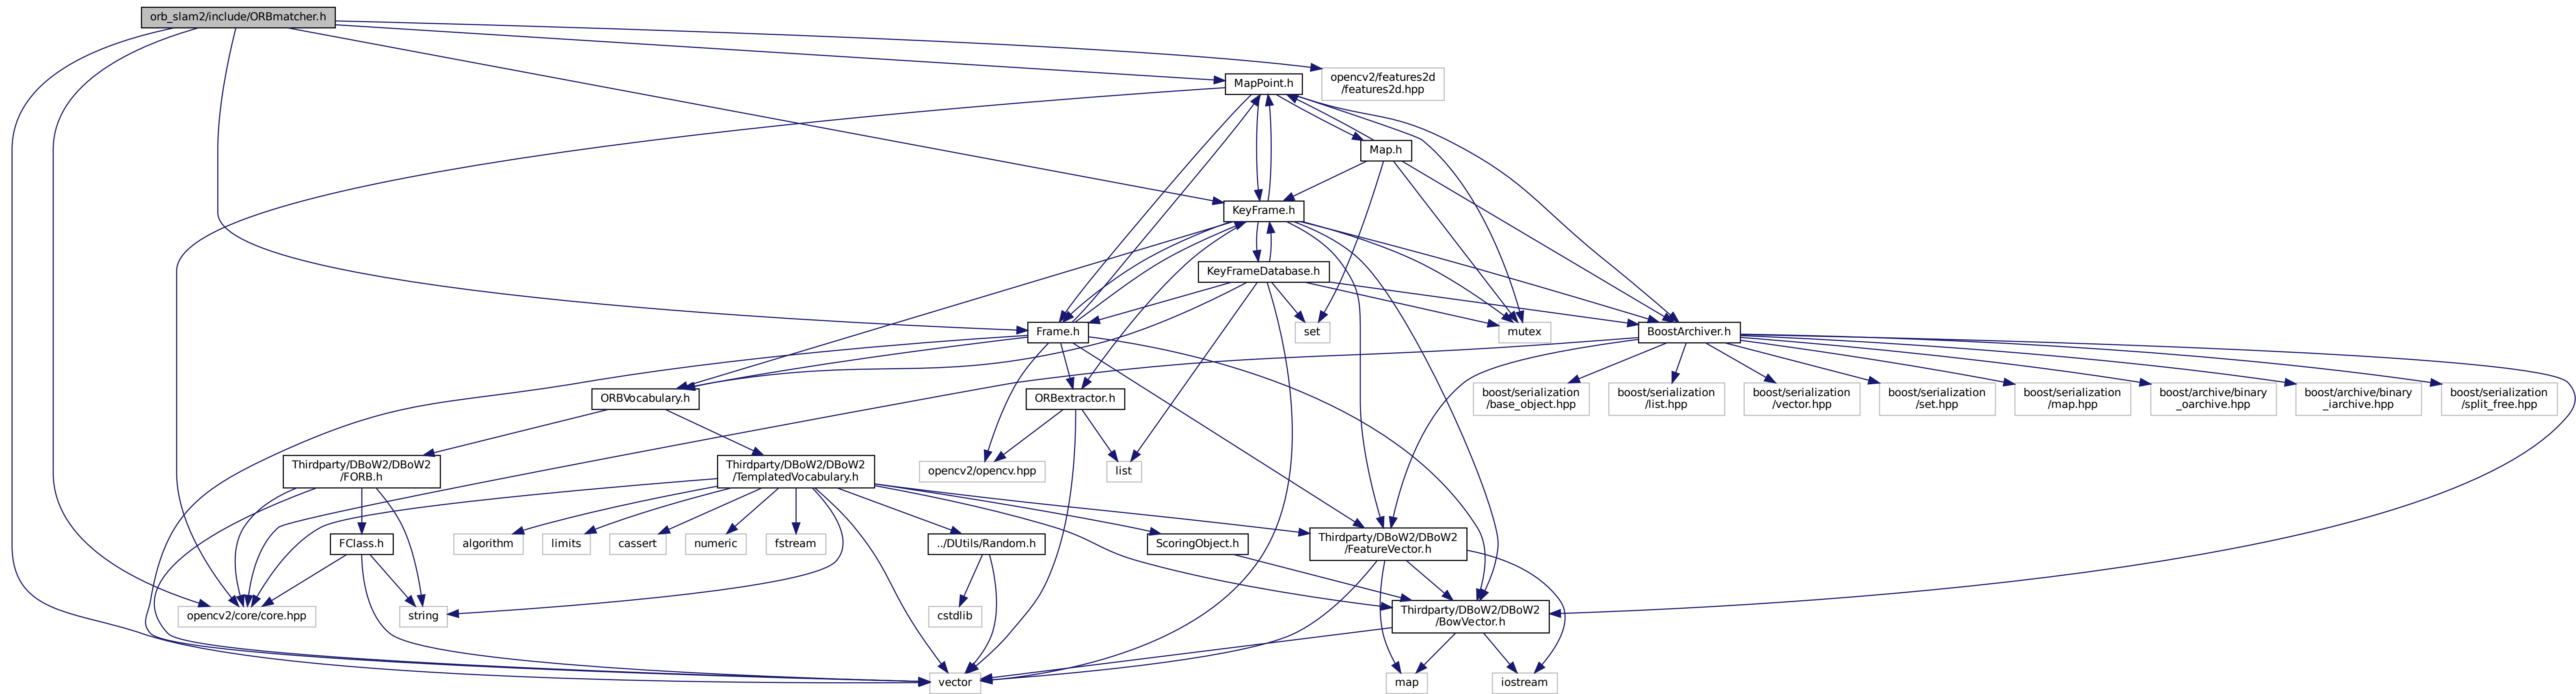 orb_slam2/include/ORBmatcher.h
MapPoint.h
opencv2/features2d
/features2d.hpp
Map.h
KeyFrame.h
KeyFrameDatabase.h
Frame.h
set
mutex
BoostArchiver.h
ORBVocabulary.h
ORBextractor.h
boost/serialization
/base_object.hpp
boost/serialization
/list.hpp
boost/serialization
/vector.hpp
boost/serialization
/set.hpp
boost/serialization
/map.hpp
boost/archive/binary
_oarchive.hpp
boost/archive/binary
_iarchive.hpp
boost/serialization
/split_free.hpp
Thirdparty/DBoW2/DBoW2
/FORB.h
Thirdparty/DBoW2/DBoW2
/TemplatedVocabulary.h
opencv2/opencv.hpp
list
FClass.h
algorithm
limits
cassert
numeric
fstream
../DUtils/Random.h
ScoringObject.h
Thirdparty/DBoW2/DBoW2
/FeatureVector.h
opencv2/core/core.hpp
string
cstdlib
Thirdparty/DBoW2/DBoW2
/BowVector.h
vector
map
iostream